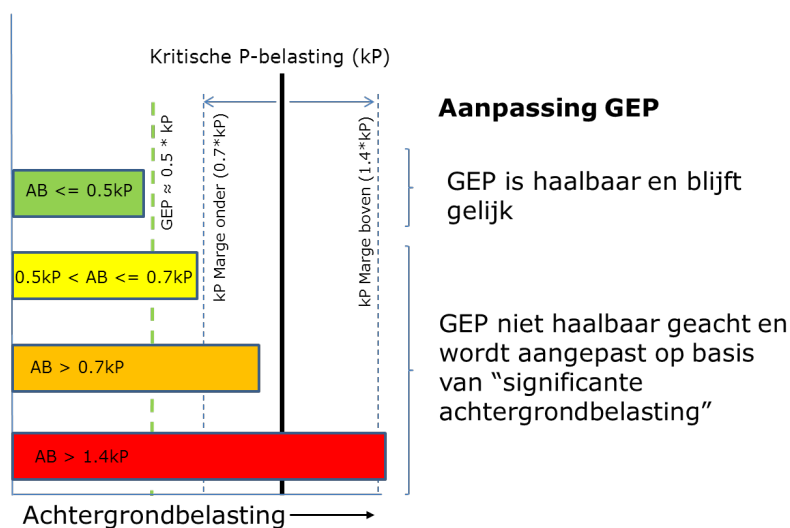 Kritische P-belasting (kP)
GEP ≈ 0.5 * kP
kP Marge onder (0.7*kP)
kP Marge boven (1.4*kP)
AB <= 0.5kP
0.5kP < AB <= 0.7kP
AB > 0.7kP
AB > 1.4kP
Achtergrondbelasting
Aanpassing GEP
GEP is haalbaar en blijft
gelijk
GEP niet haalbaar geacht en
wordt aangepast op basis
van “significante
achtergrondbelasting”